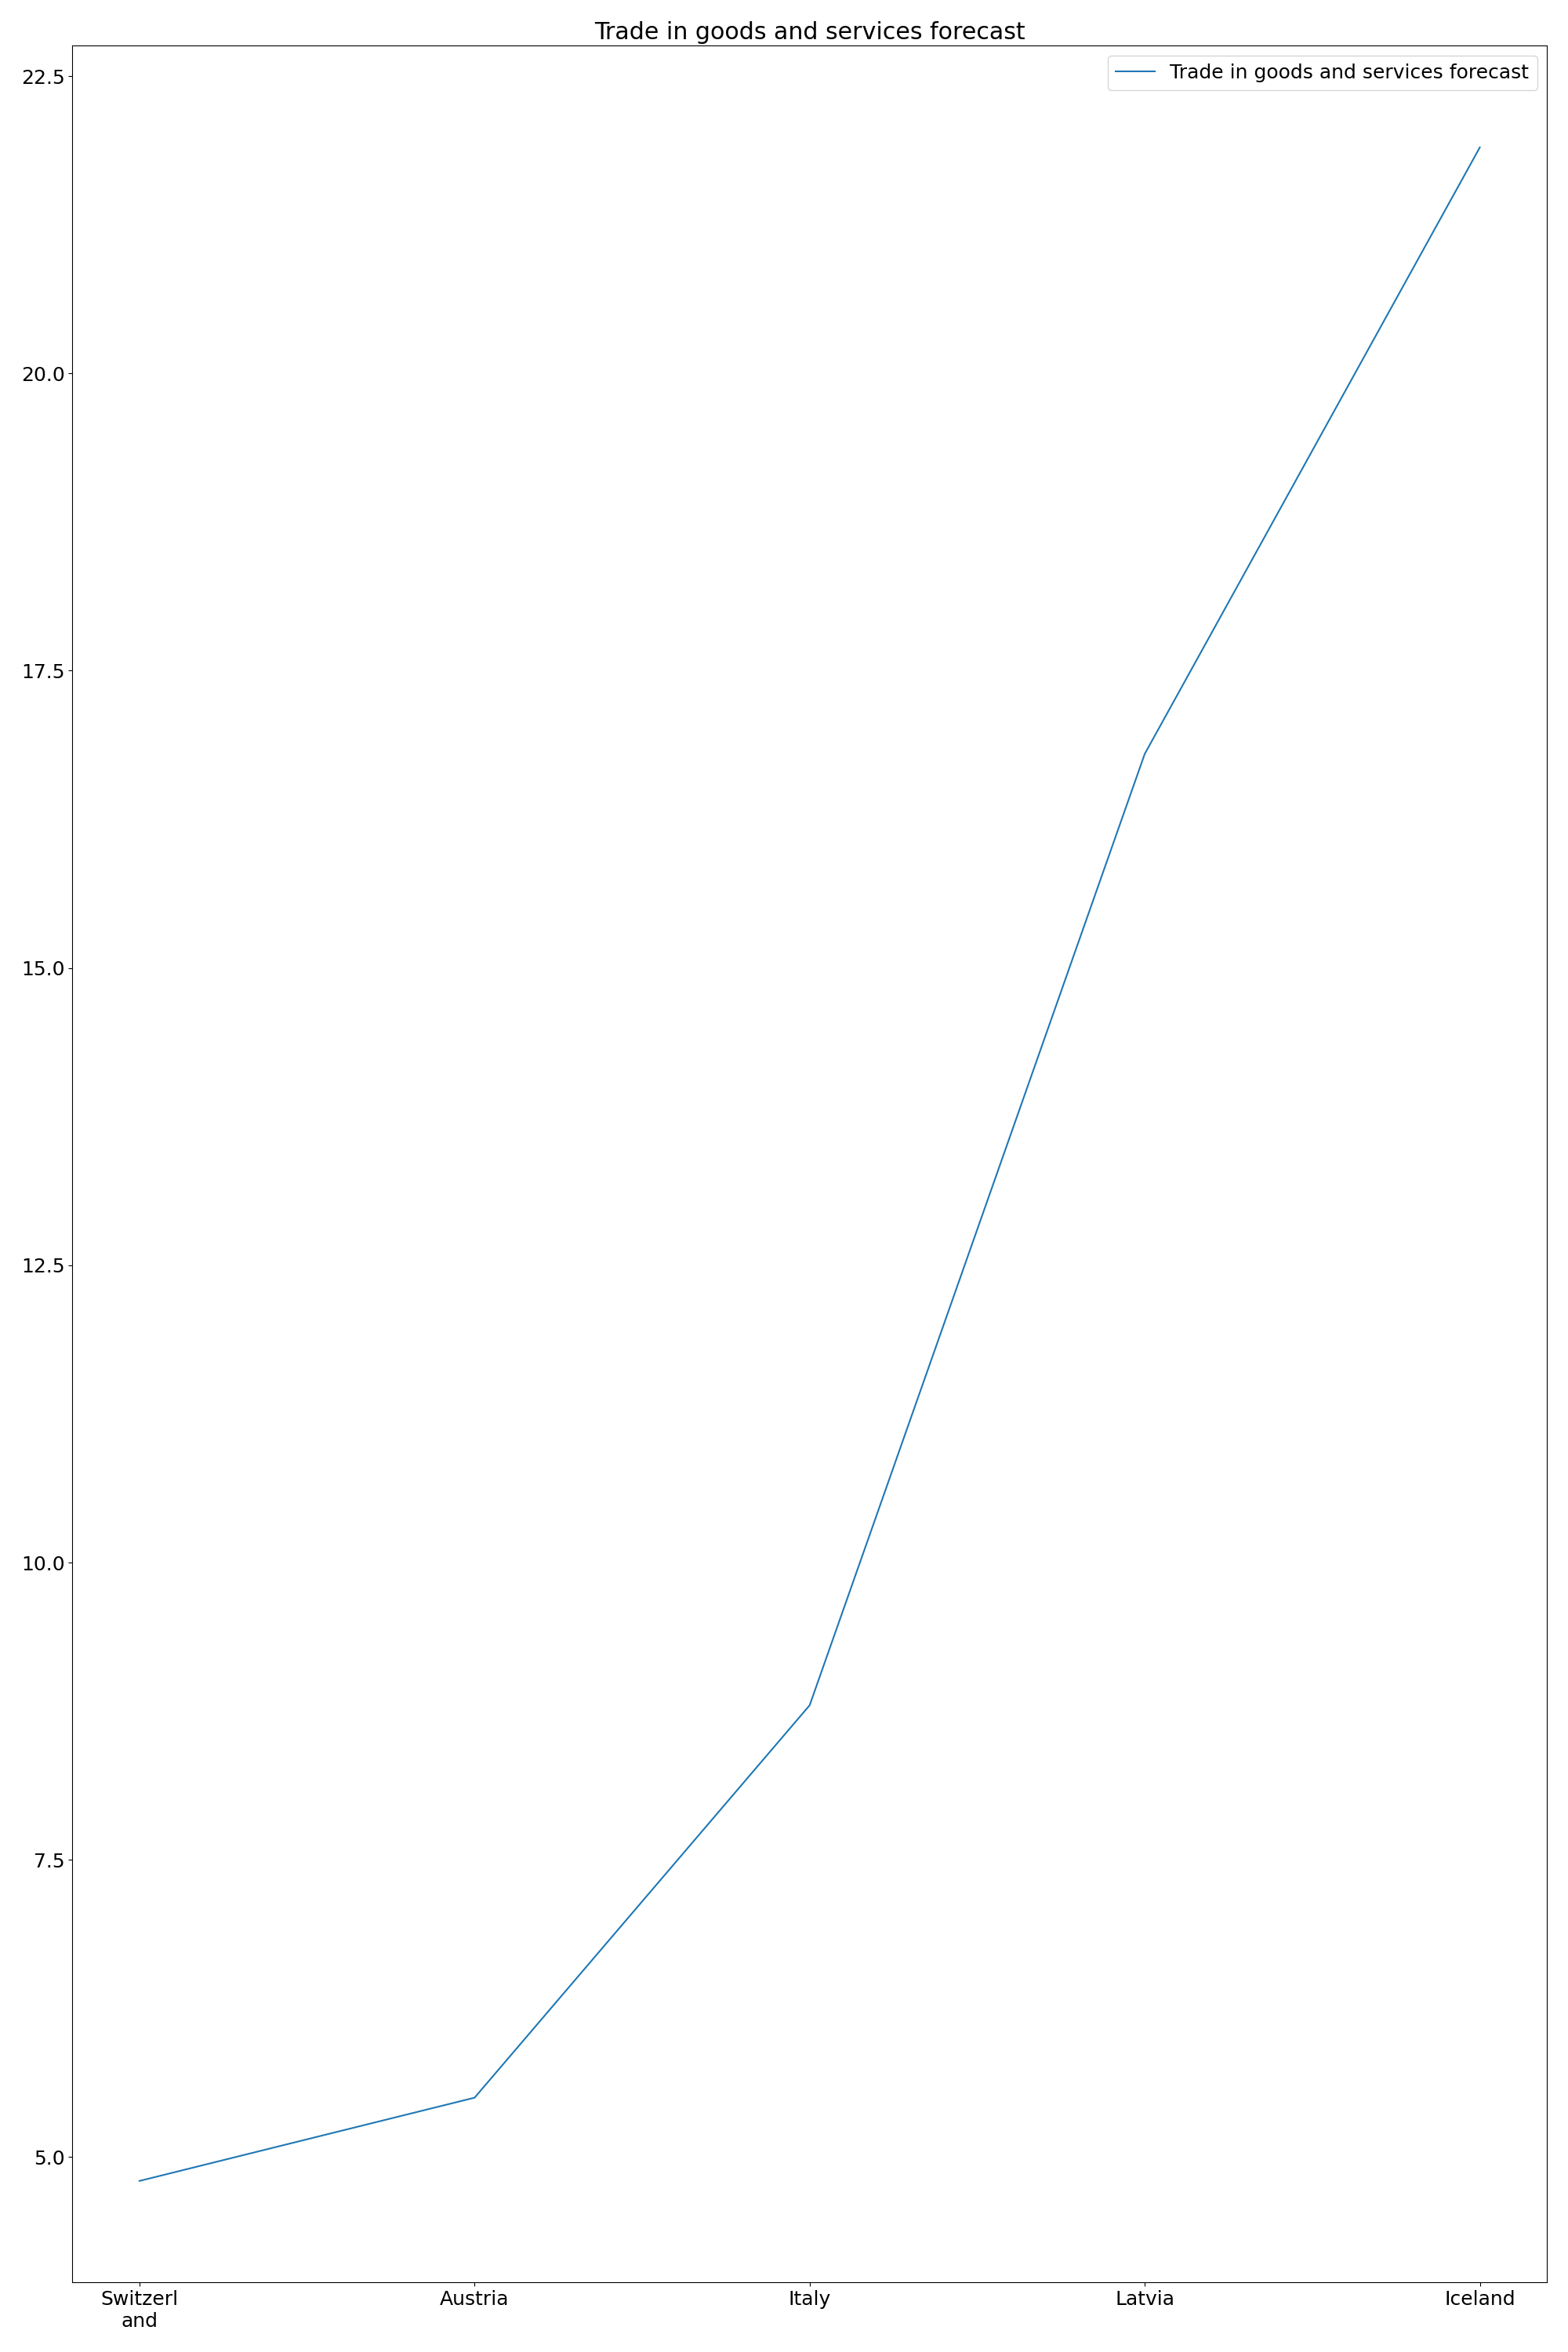 Trade in goods and services forecast
Trade in goods and services forecast
22.5
20.0
17.5
15.0
12.5
10.0
7.5
5.0
Switzerl
and
Austria
Italy
Latvia
Iceland